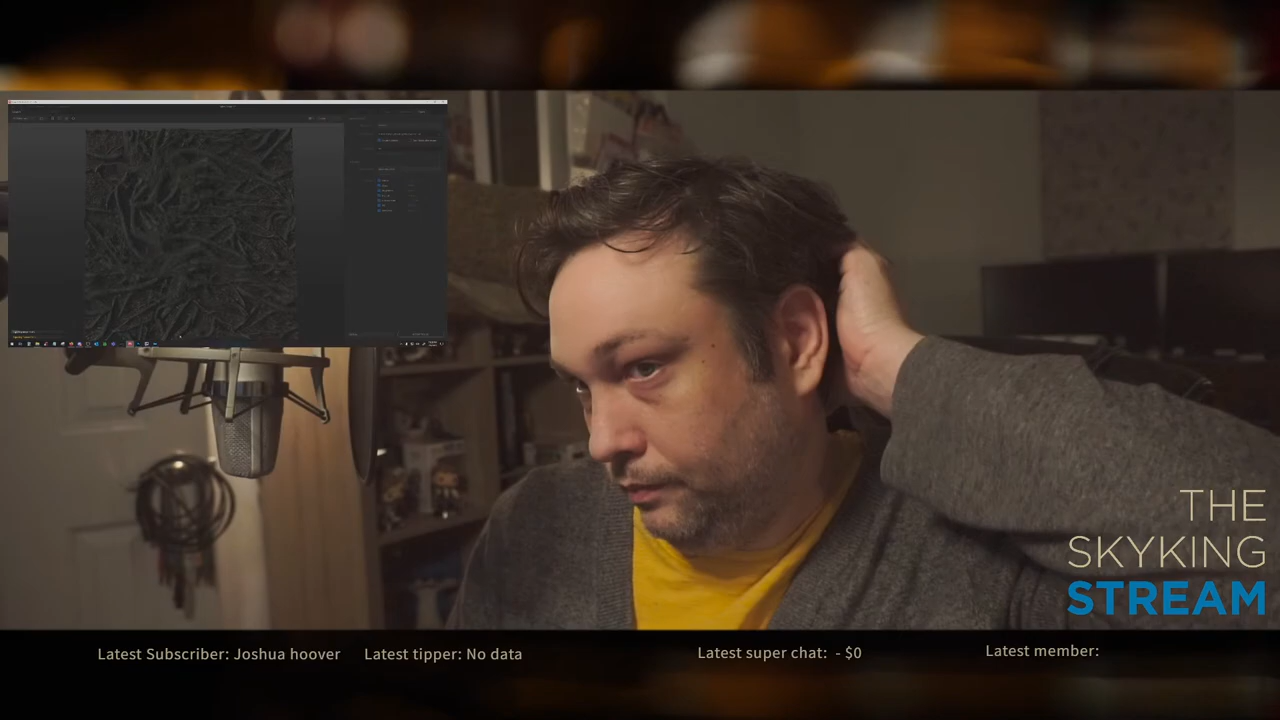 THE
SKYKING
STREAM
Latest Subscriber: Joshua hoover
Latest tipper: No data
Latest super chat:  - $0
Latest member: